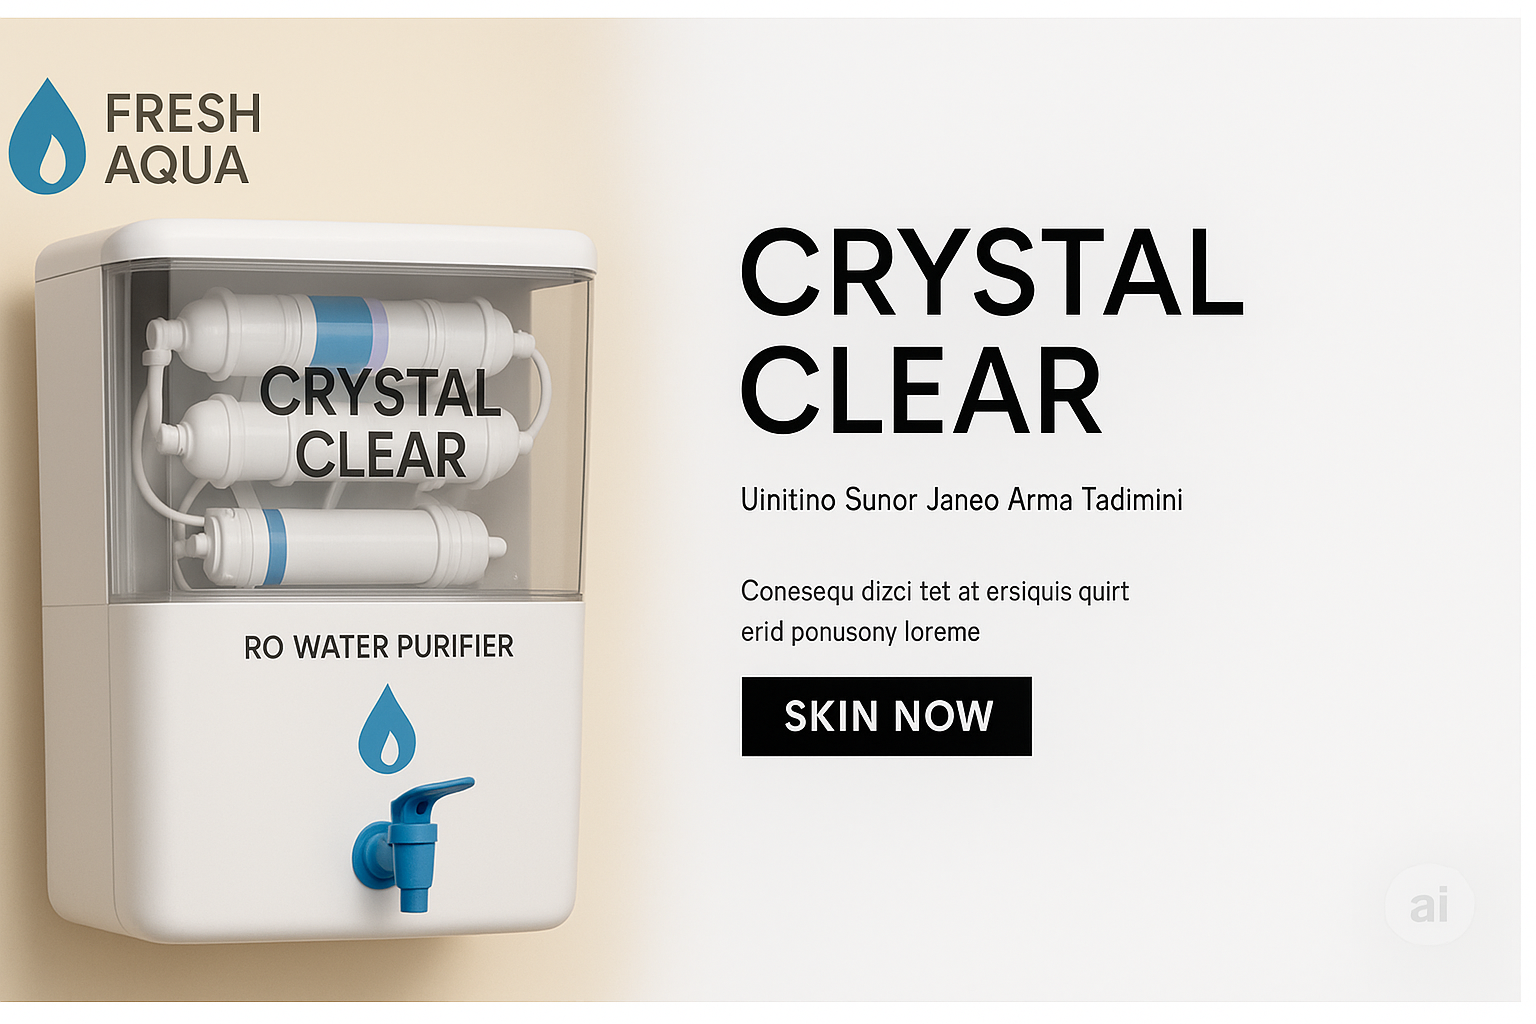 FRESH
AQUA
CRYSTAL
CLEAR
RO WATER PURIFIER
CRYSTAL
CLEAR
Uinitino Sunor Janeo Arma Tadimini
Conesequ dizci tet at ersiquis quirt
erid ponusony loreme
SKIN NOW
ai